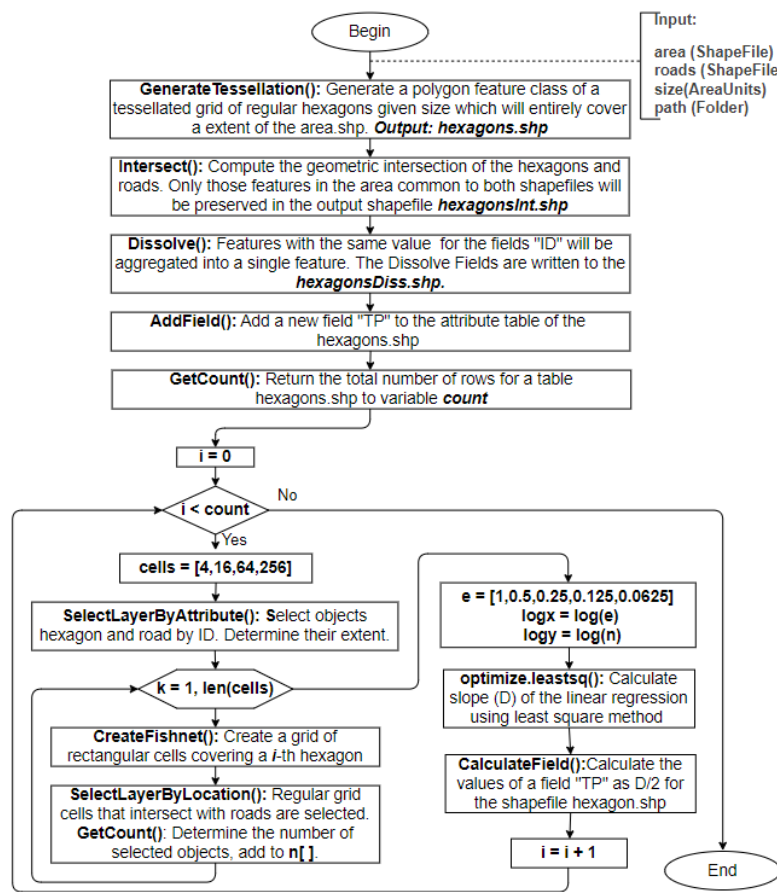 Begin
Input:
area (ShapeFile)
roads (ShapeFile
size(AreaUnits)
path (Folder)
GenerateTessellation(): Generate a polygon feature class of a
tessellated grid of regular hexagons given size which will entirely cover
a extent of the area.shp. Output: hexagons.shp
Intersect(): Compute the geometric intersection of the hexagons and
roads. Only those features in the area common to both shapefiles will
be preserved in the output shapefile hexagonsInt.shp
Dissolve(): Features with the same value for the fields "ID" will be
aggregated into a single feature. The Dissolve Fields are written to the
hexagonsDiss.shp.
AddField(): Add a new field "TP" to the attribute table of the
hexagons.shp
GetCount(): Return the total number of rows for a table
hexagons.shp to variable count
i = 0
i < count
No
Yes
cells = [4,16,64,256]
SelectLayerByAttribute(): Select objects
hexagon and road by ID. Determine their extent.
k = 1, len(cells)
CreateFishnet(): Create a grid of
rectangular cells covering a i-th hexagon
SelectLayerByLocation(): Regular grid
cells that intersect with roads are selected.
GetCount(): Determine the number of
selected objects, add to n[ ].
e = [1,0.5,0.25,0.125,0.0625]
logx = log(e)
logy = log(n)
optimize.leastsq(): Calculate
slope (D) of the linear regression
using least square method
CalculateField():Calculate the
values of a field "TP" as D/2 for
the shapefile hexagon.shp
i = i + 1
End